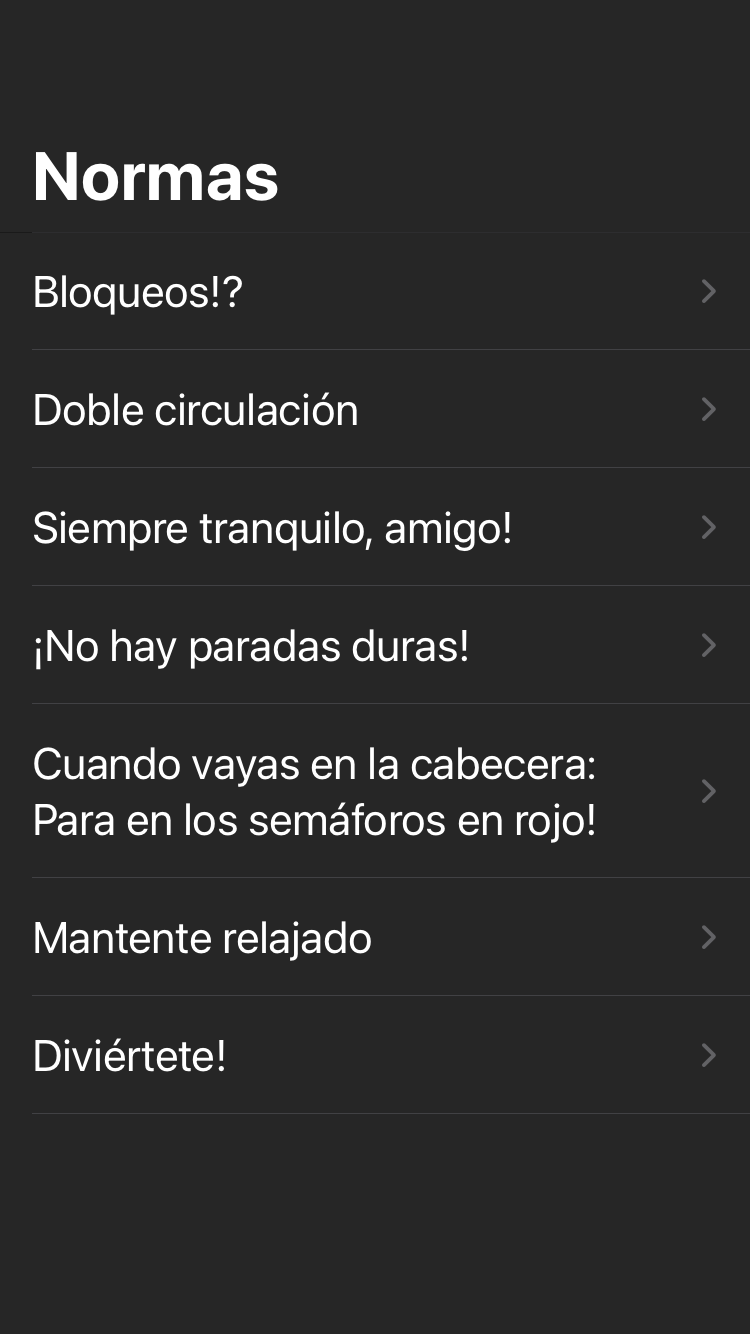 Normas
Bloqueos!?
Doble circulación
Siempre tranquilo, amigo!
¡No hay paradas duras!
Cuando vayas en la cabecera:
Para en los semáforos en rojo!
Mantente relajado
Diviértete!